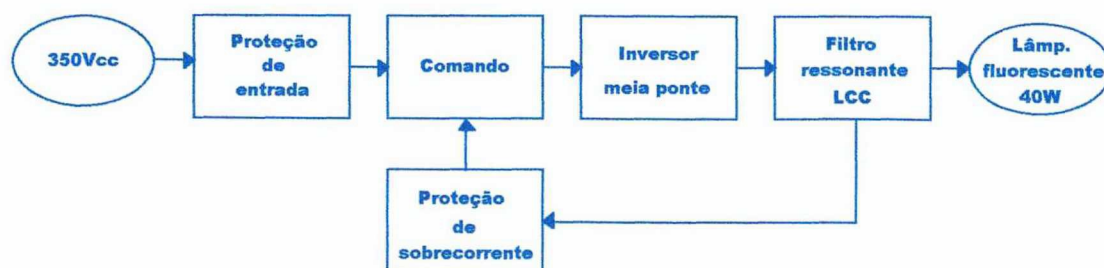 350Vcc
Proteção
de
entrada
Comando
Inversor
meia ponte
Filtro
ressonante
LCC
Lâmp.
fluorescente
40W
Proteção
de
sobrecorrente